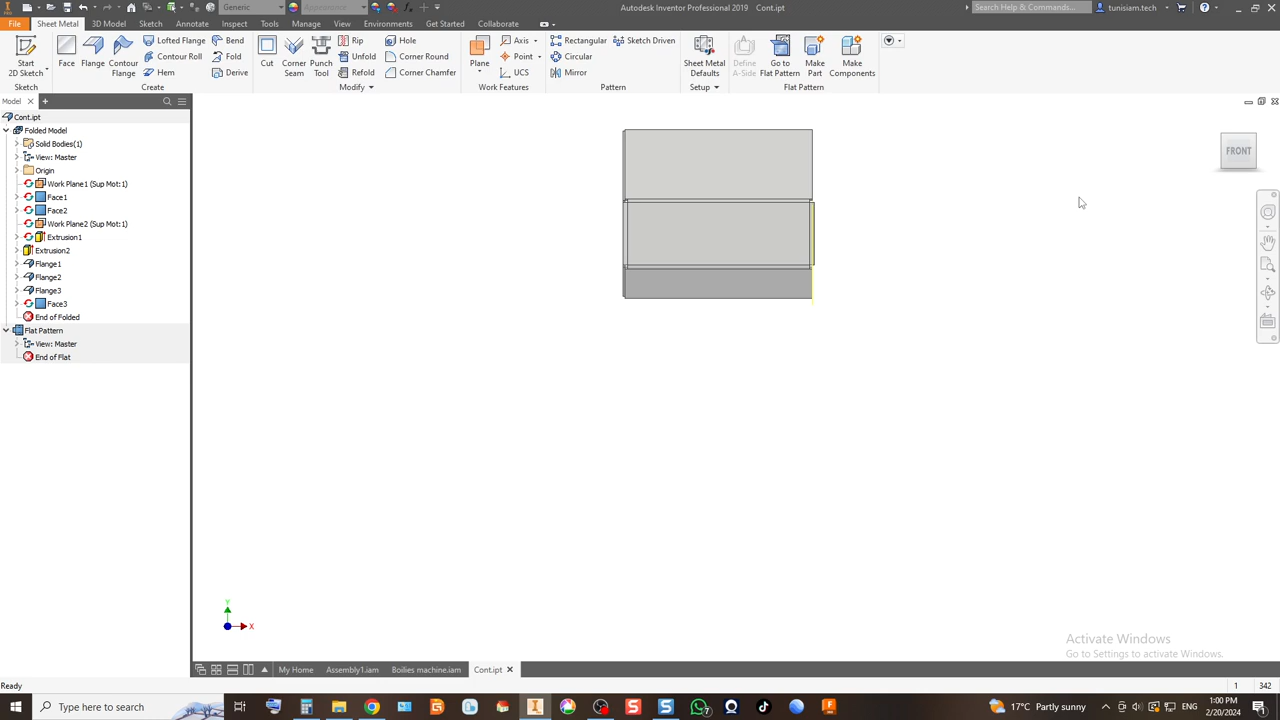 Generic
Appearance
Autodesk Inventor Professional 2019 Cont.ipt
Search Help & Commands...
tunisiam.tech
File Sheet Metal 3D Model Sketch Annotate Inspect Tools Manage View Environments Get Started Collaborate
Start
2D Sketch
Sketch
Face
Flange
Contour
Flange
Lofted Flange
Contour Roll
Hem
Bend
Fold
Derive
Create
Cut
Corner
Seam
Punch
Tool
Rip
Unfold
Refold
Hole
Corner Round
Corner Chamfer
Modify
Plane
Axis
Point
UCS
Work Features
Rectangular
Circular
Mirror
Sketch Driven
Pattern
Sheet Metal
Defaults
Setup
Define
A-Side
Go to
Flat Pattern
Make
Part
Make
Components
Flat Pattern
Model
Cont.ipt
Folded Model
Solid Bodies(1)
View: Master
Origin
Work Plane1 (Sup Mot:1)
Face1
Face2
Work Plane2 (Sup Mot:1)
Extrusion1
Extrusion2
Flange1
Flange2
Flange3
Face3
End of Folded
Flat Pattern
View: Master
End of Flat
FRONT
Y
X
Activate Windows
Go to Settings to activate Windows.
My Home Assembly1.iam Boilies machine.iam Cont.ipt
Ready
1 342
Type here to search
17°C Partly sunny
ENG
1:00 PM
2/20/2024